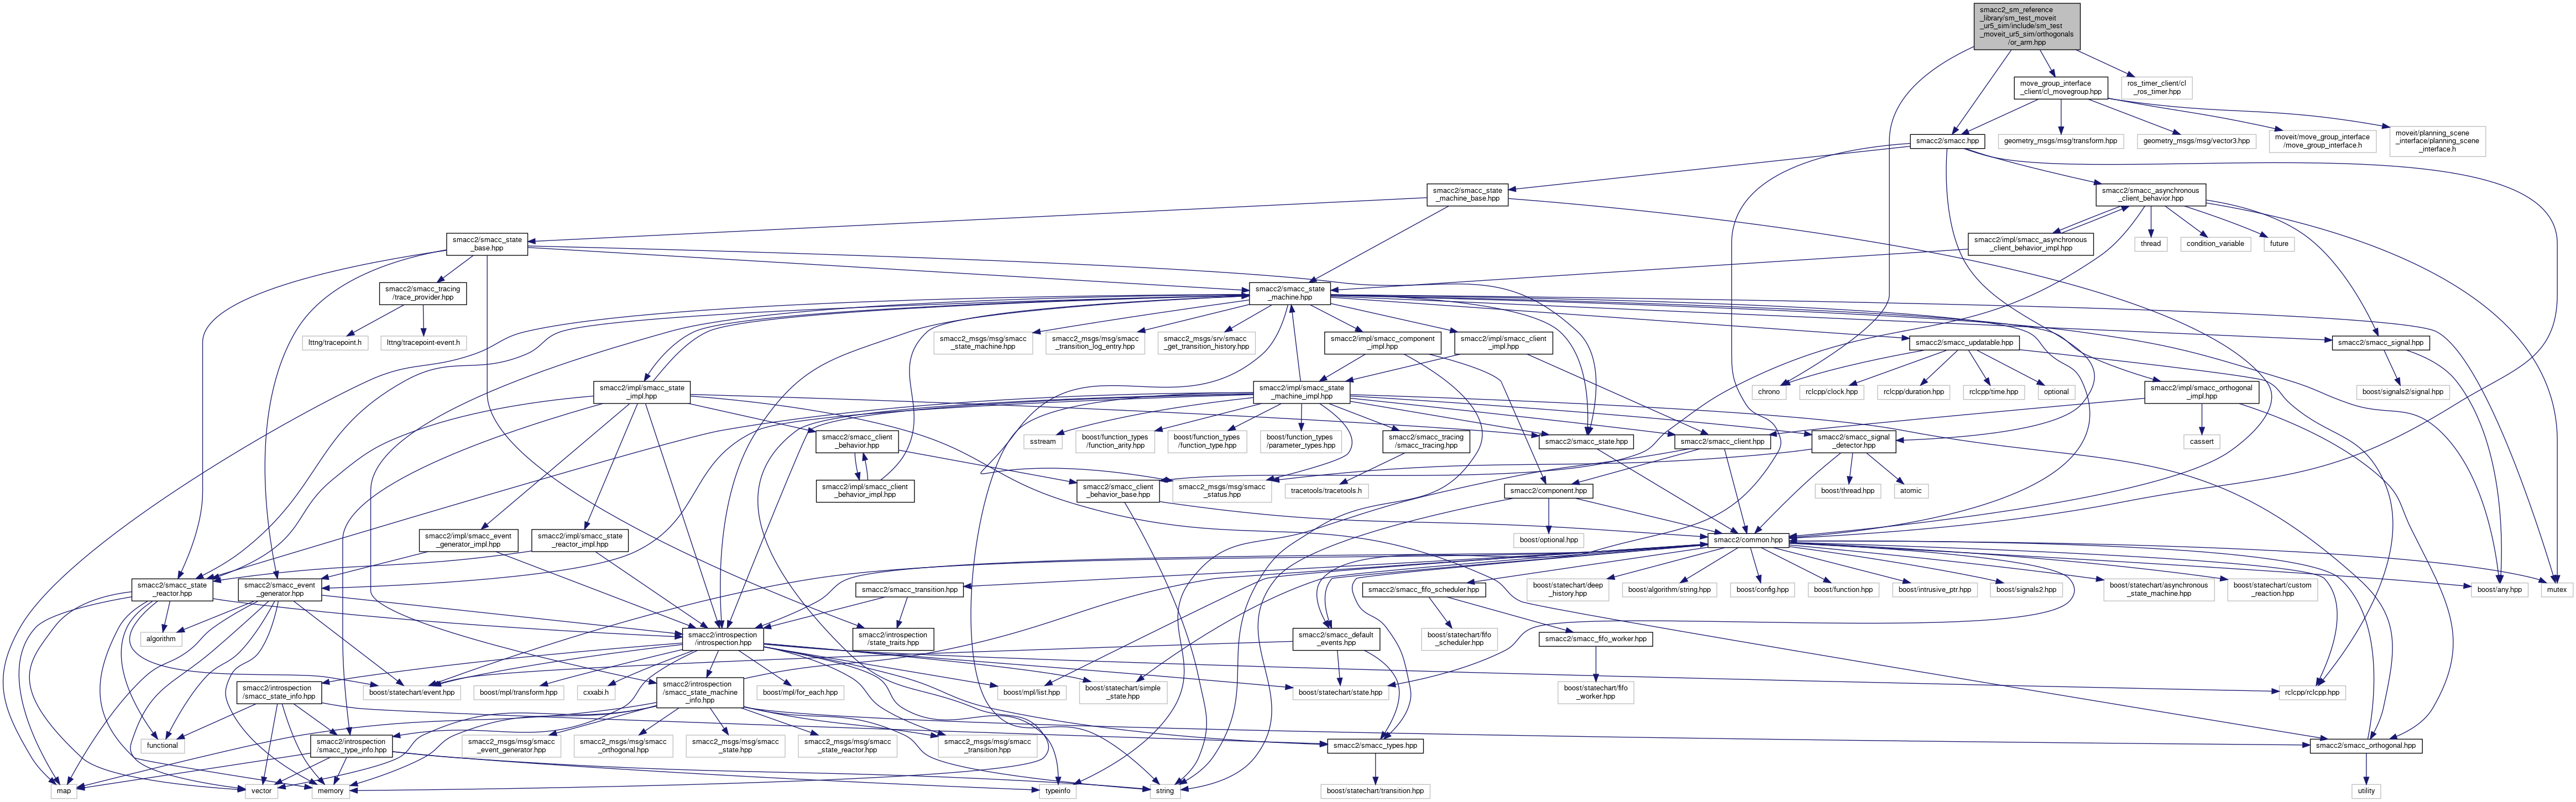 smacc2_sm_reference
_library/sm_test_moveit
_ur5_sim/include/sm_test
_moveit_ur5_sim/orthogonals
/or_arm.hpp
move_group_interface
_client/cl_movegroup.hpp
ros_timer_client/cl
_ros_timer.hpp
smacc2/smacc.hpp
geometry_msgs/msg/transform.hpp
geometry_msgs/msg/vector3.hpp
moveit/move_group_interface
/move_group_interface.h
moveit/planning_scene
_interface/planning_scene
_interface.h
smacc2/smacc_state
_machine_base.hpp
smacc2/smacc_asynchronous
_client_behavior.hpp
smacc2/smacc_state
_base.hpp
smacc2/impl/smacc_asynchronous
_client_behavior_impl.hpp
thread
condition_variable
future
smacc2/smacc_tracing
/trace_provider.hpp
smacc2/smacc_state
_machine.hpp
lttng/tracepoint.h
lttng/tracepoint-event.h
smacc2_msgs/msg/smacc
_state_machine.hpp
smacc2_msgs/msg/smacc
_transition_log_entry.hpp
smacc2_msgs/srv/smacc
_get_transition_history.hpp
smacc2/impl/smacc_component
_impl.hpp
smacc2/impl/smacc_client
_impl.hpp
smacc2/smacc_updatable.hpp
smacc2/smacc_signal.hpp
smacc2/impl/smacc_state
_impl.hpp
smacc2/impl/smacc_state
_machine_impl.hpp
chrono
rclcpp/clock.hpp
rclcpp/duration.hpp
rclcpp/time.hpp
optional
smacc2/impl/smacc_orthogonal
_impl.hpp
boost/signals2/signal.hpp
smacc2/smacc_client
_behavior.hpp
sstream
boost/function_types
/function_arity.hpp
boost/function_types
/function_type.hpp
boost/function_types
/parameter_types.hpp
smacc2/smacc_tracing
/smacc_tracing.hpp
smacc2/smacc_state.hpp
smacc2/smacc_client.hpp
smacc2/smacc_signal
_detector.hpp
cassert
smacc2/impl/smacc_client
_behavior_impl.hpp
smacc2/smacc_client
_behavior_base.hpp
smacc2_msgs/msg/smacc
_status.hpp
tracetools/tracetools.h
smacc2/component.hpp
boost/thread.hpp
atomic
smacc2/impl/smacc_event
_generator_impl.hpp
smacc2/impl/smacc_state
_reactor_impl.hpp
boost/optional.hpp
smacc2/common.hpp
smacc2/smacc_state
_reactor.hpp
smacc2/smacc_event
_generator.hpp
smacc2/smacc_transition.hpp
smacc2/smacc_fifo_scheduler.hpp
boost/statechart/deep
_history.hpp
boost/algorithm/string.hpp
boost/config.hpp
boost/function.hpp
boost/intrusive_ptr.hpp
boost/signals2.hpp
boost/statechart/asynchronous
_state_machine.hpp
boost/statechart/custom
_reaction.hpp
boost/any.hpp
mutex
algorithm
smacc2/introspection
/introspection.hpp
smacc2/introspection
/state_traits.hpp
smacc2/smacc_default
_events.hpp
boost/statechart/fifo
_scheduler.hpp
smacc2/smacc_fifo_worker.hpp
smacc2/introspection
/smacc_state_info.hpp
boost/statechart/event.hpp
boost/mpl/transform.hpp
cxxabi.h
smacc2/introspection
/smacc_state_machine
_info.hpp
boost/mpl/for_each.hpp
boost/mpl/list.hpp
boost/statechart/simple
_state.hpp
boost/statechart/state.hpp
boost/statechart/fifo
_worker.hpp
rclcpp/rclcpp.hpp
functional
smacc2/introspection
/smacc_type_info.hpp
smacc2_msgs/msg/smacc
_event_generator.hpp
smacc2_msgs/msg/smacc
_orthogonal.hpp
smacc2_msgs/msg/smacc
_state.hpp
smacc2_msgs/msg/smacc
_state_reactor.hpp
smacc2_msgs/msg/smacc
_transition.hpp
smacc2/smacc_types.hpp
smacc2/smacc_orthogonal.hpp
map
vector
memory
typeinfo
string
boost/statechart/transition.hpp
utility